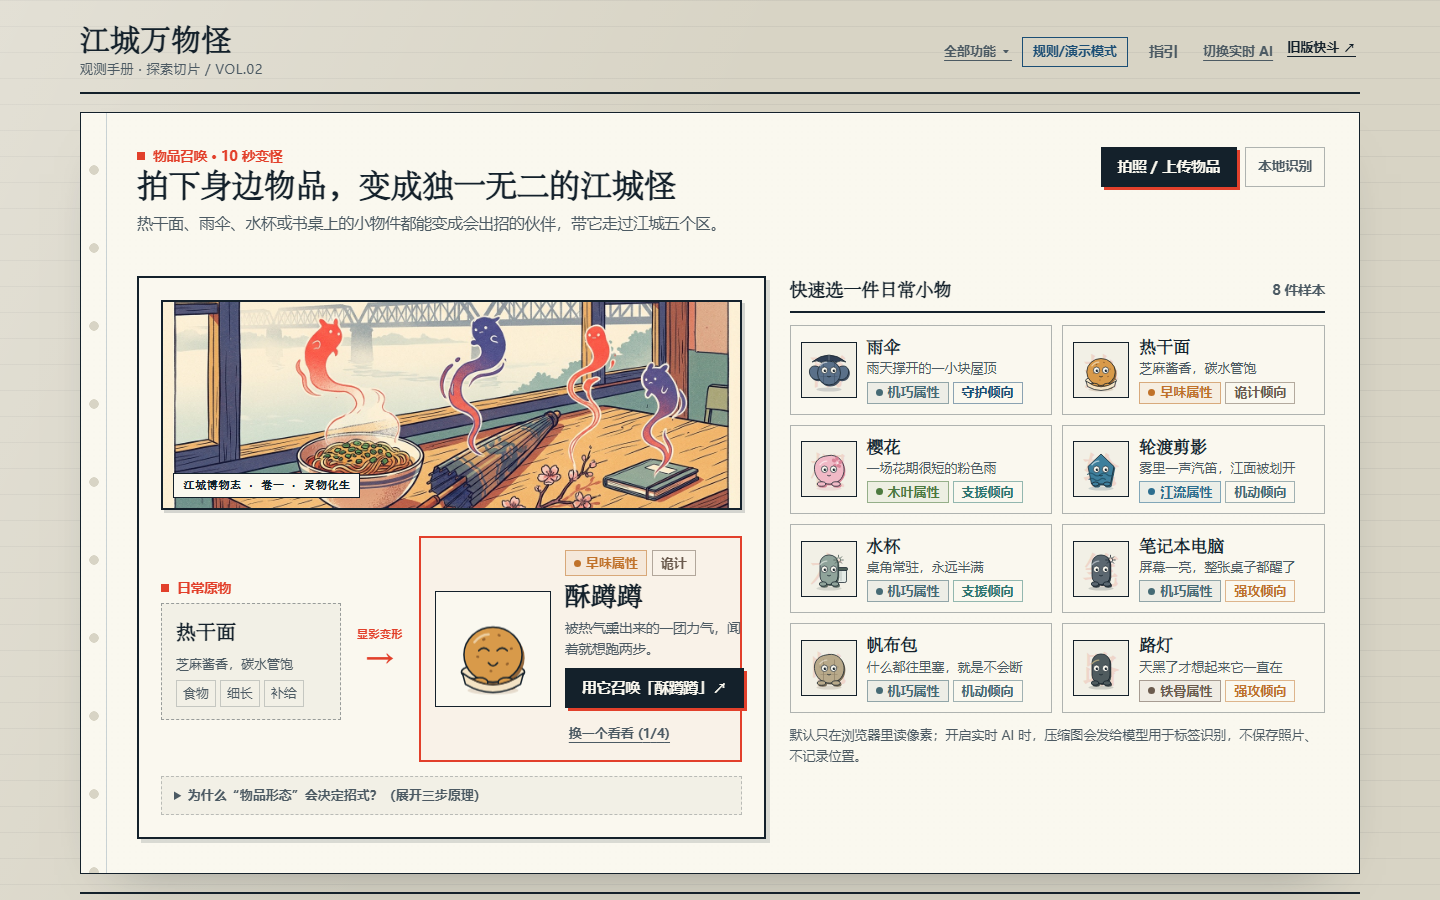 江城万物怪
观测手册 · 探索切片 / VOL.02
全部功能
规则/演示模式
指引
切换实时 AI
旧版快斗 ↗
物品召唤 • 10 秒变怪
拍下身边物品，变成独一无二的江城怪
热干面、雨伞、水杯或书桌上的小物件都能变成会出招的伙伴，带它走过江城五个区。
拍照 / 上传物品
本地识别
江城博物志 · 卷一 · 灵物化生
日常原物
热干面
芝麻酱香，碳水管饱
食物
细长
补给
显影变形
→
早味属性
诡计
酥蹲蹲
被热气熏出来的一团力气，闻
着就想跑两步。
用它召唤「酥蹲蹲」 ↗
换一个看看 (1/4)
▶ 为什么“物品形态”会决定招式？（展开三步原理）
快速选一件日常小物
8 件样本
雨伞
雨天撑开的一小块屋顶
机巧属性
守护倾向
热干面
芝麻酱香，碳水管饱
早味属性
诡计倾向
樱花
一场花期很短的粉色雨
木叶属性
支援倾向
轮渡剪影
雾里一声汽笛，江面被划开
江流属性
机动倾向
水杯
桌角常驻，永远半满
机巧属性
支援倾向
笔记本电脑
屏幕一亮，整张桌子都醒了
机巧属性
强攻倾向
帆布包
什么都往里塞，就是不会断
机巧属性
机动倾向
路灯
天黑了才想起来它一直在
铁骨属性
强攻倾向
默认只在浏览器里读像素；开启实时 AI 时，压缩图会发给模型用于标签识别，不保存照片、
不记录位置。